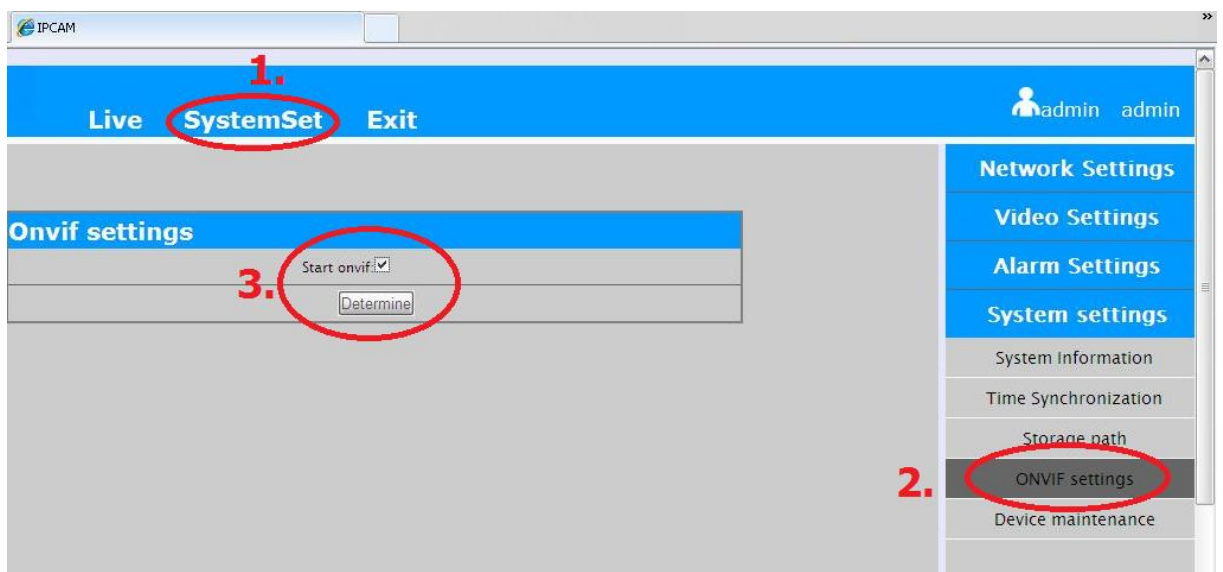 IPCAM
»
1.
Live SystemSet Exit
admin admin
Network Settings
Video Settings
Alarm Settings
System settings
System Information
Time Synchronization
Storage path
2. ONVIF settings
Device maintenance
Onvif settings
3. Start onvif:
Determine